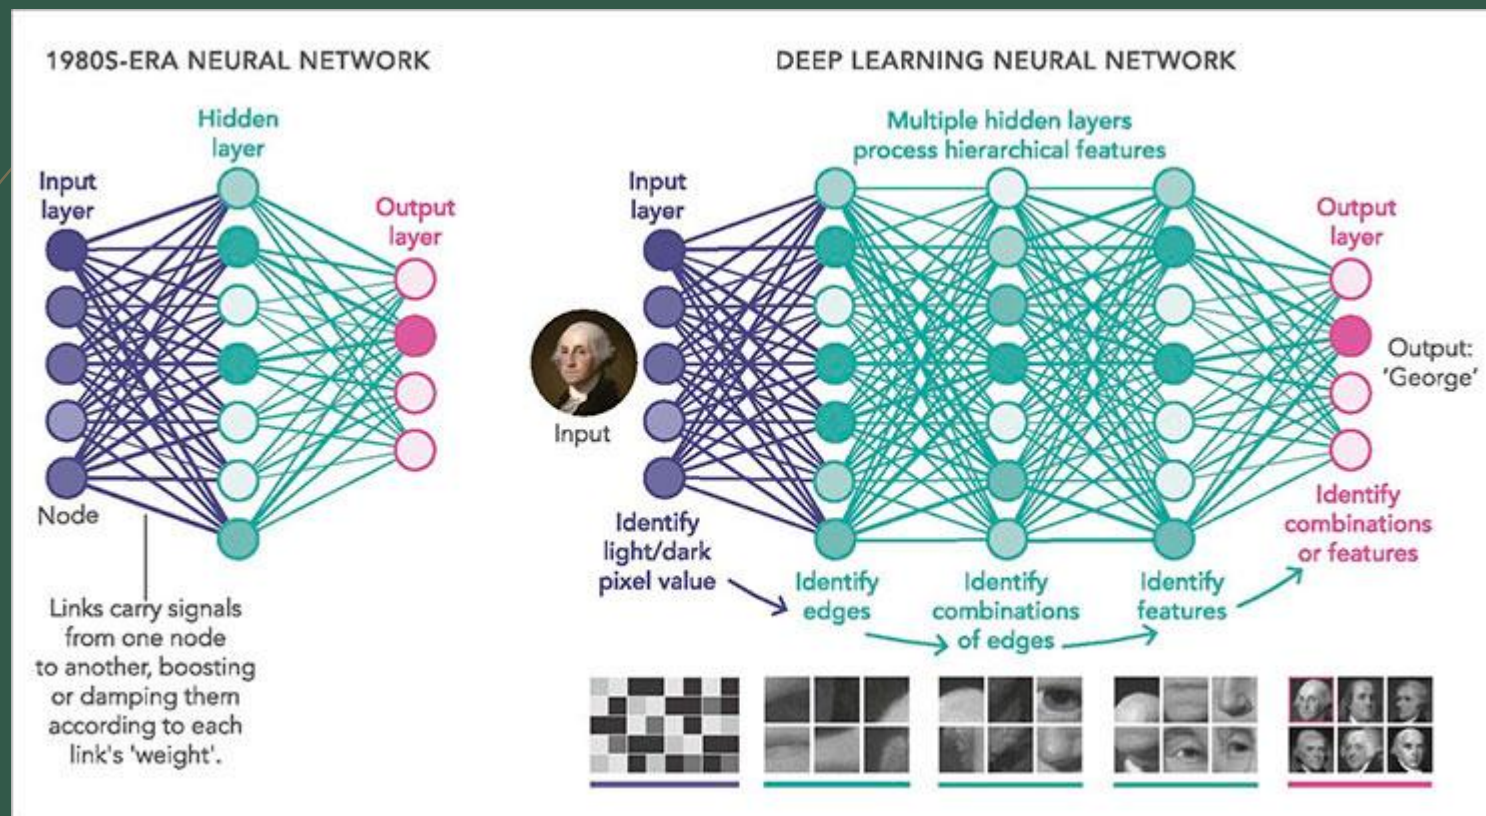 1980S-ERA NEURAL NETWORK
Hidden
layer
Input
layer
Output
layer
Node
Links carry signals
from one node
to another, boosting
or damping them
according to each
link's 'weight'.
DEEP LEARNING NEURAL NETWORK
Multiple hidden layers
process hierarchical features
Input
layer
Output
layer
Input
Output:
'George'
Identify
light/dark
pixel value
Identify
edges
Identify
combinations
of edges
Identify
features
Identify
combinations
or features